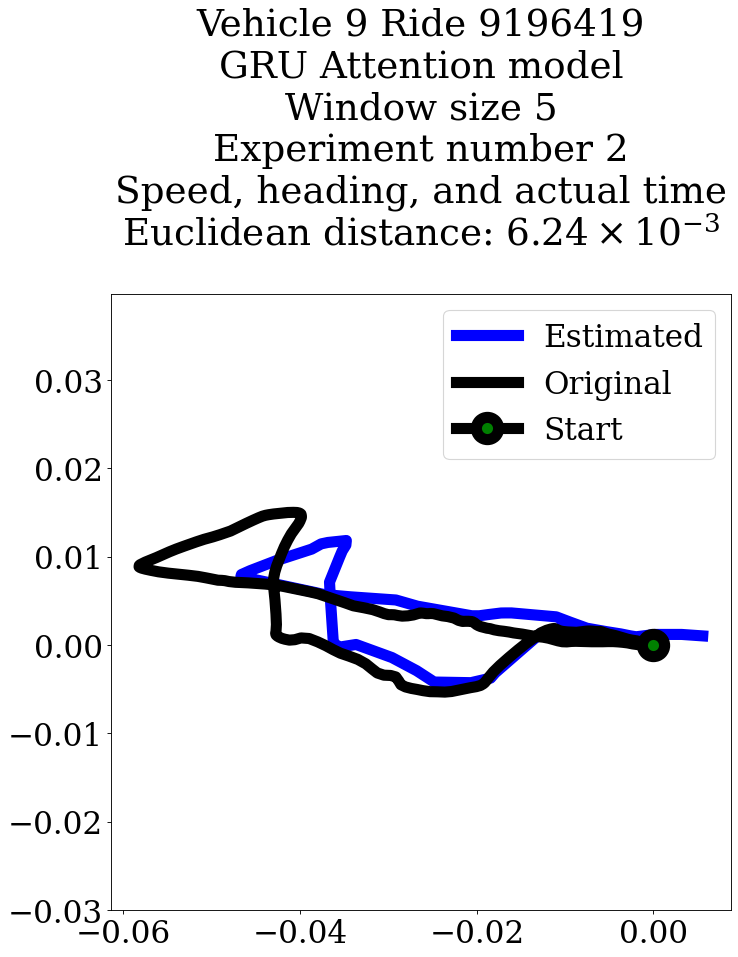 Vehicle 9 Ride 9196419
GRU Attention model
Window size 5
Experiment number 2
Speed, heading, and actual time
Euclidean distance: 6.24 × 10⁻³
Estimated
Original
Start
0.03
0.02
0.01
0.00
−0.01
−0.02
−0.03
−0.06
−0.04
−0.02
0.00